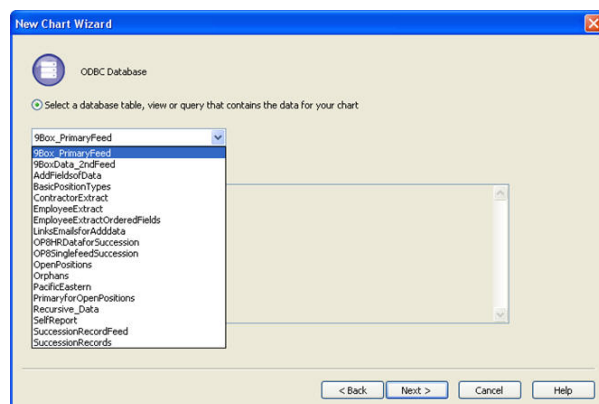 New Chart Wizard
ODBC Database
Select a database table, view or query that contains the data for your chart
9Box_PrimaryFeed
9Box_PrimaryFeed
9BoxData_2ndFeed
AddFieldsofData
BasicPositionTypes
ContractorExtract
EmployeeExtract
EmployeeExtractOrderedFields
LinksEmailsforAdddata
OP8HRDataforSuccession
OP8SinglefeedSuccession
OpenPositions
Orphans
PacificEastern
PrimaryforOpenPositions
Recursive_Data
SelfReport
SuccessionRecordFeed
SuccessionRecords
< Back Next > Cancel Help